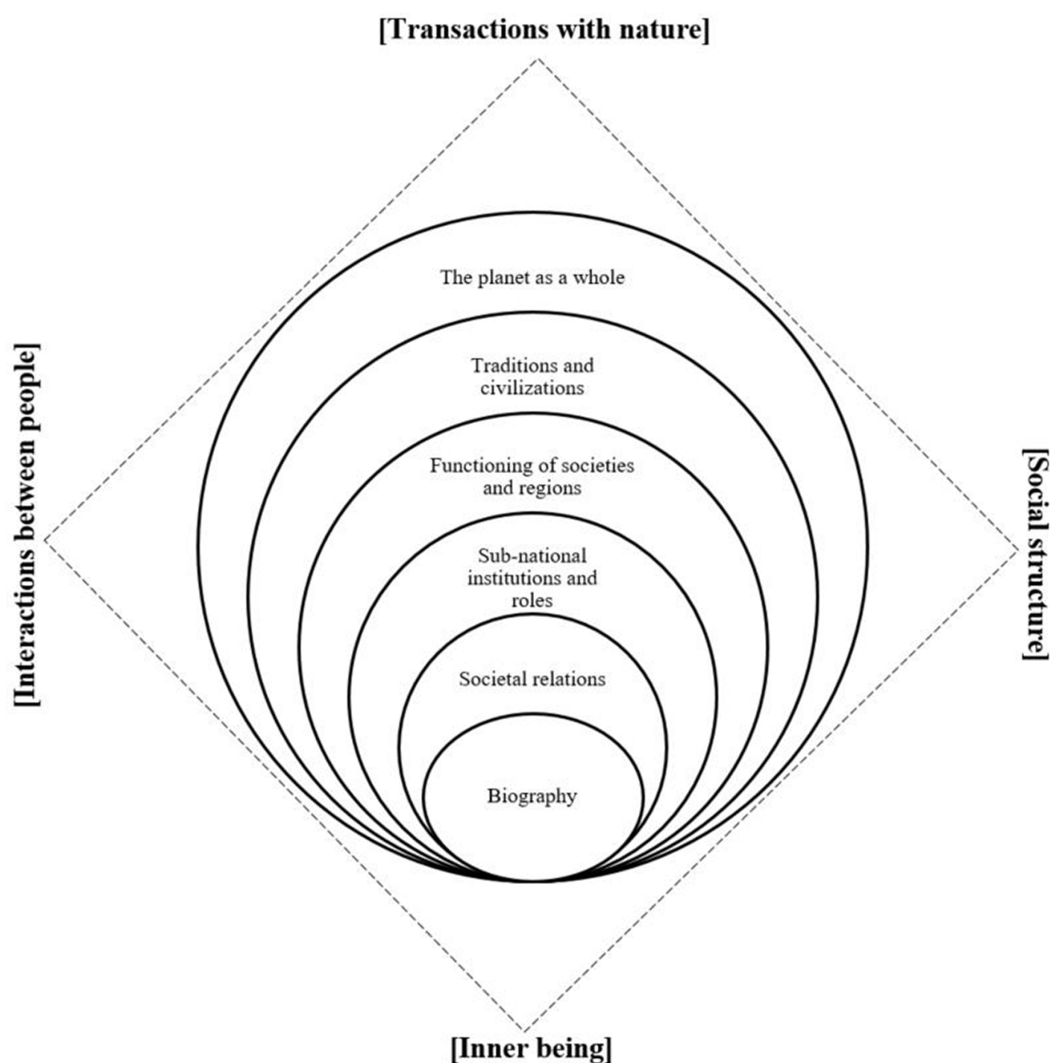 [Transactions with nature]
The planet as a whole
Traditions and
civilizations
[Interactions between people]
Functioning of societies
and regions
[Social structure]
Sub-national
institutions and
roles
Societal relations
Biography
[Inner being]